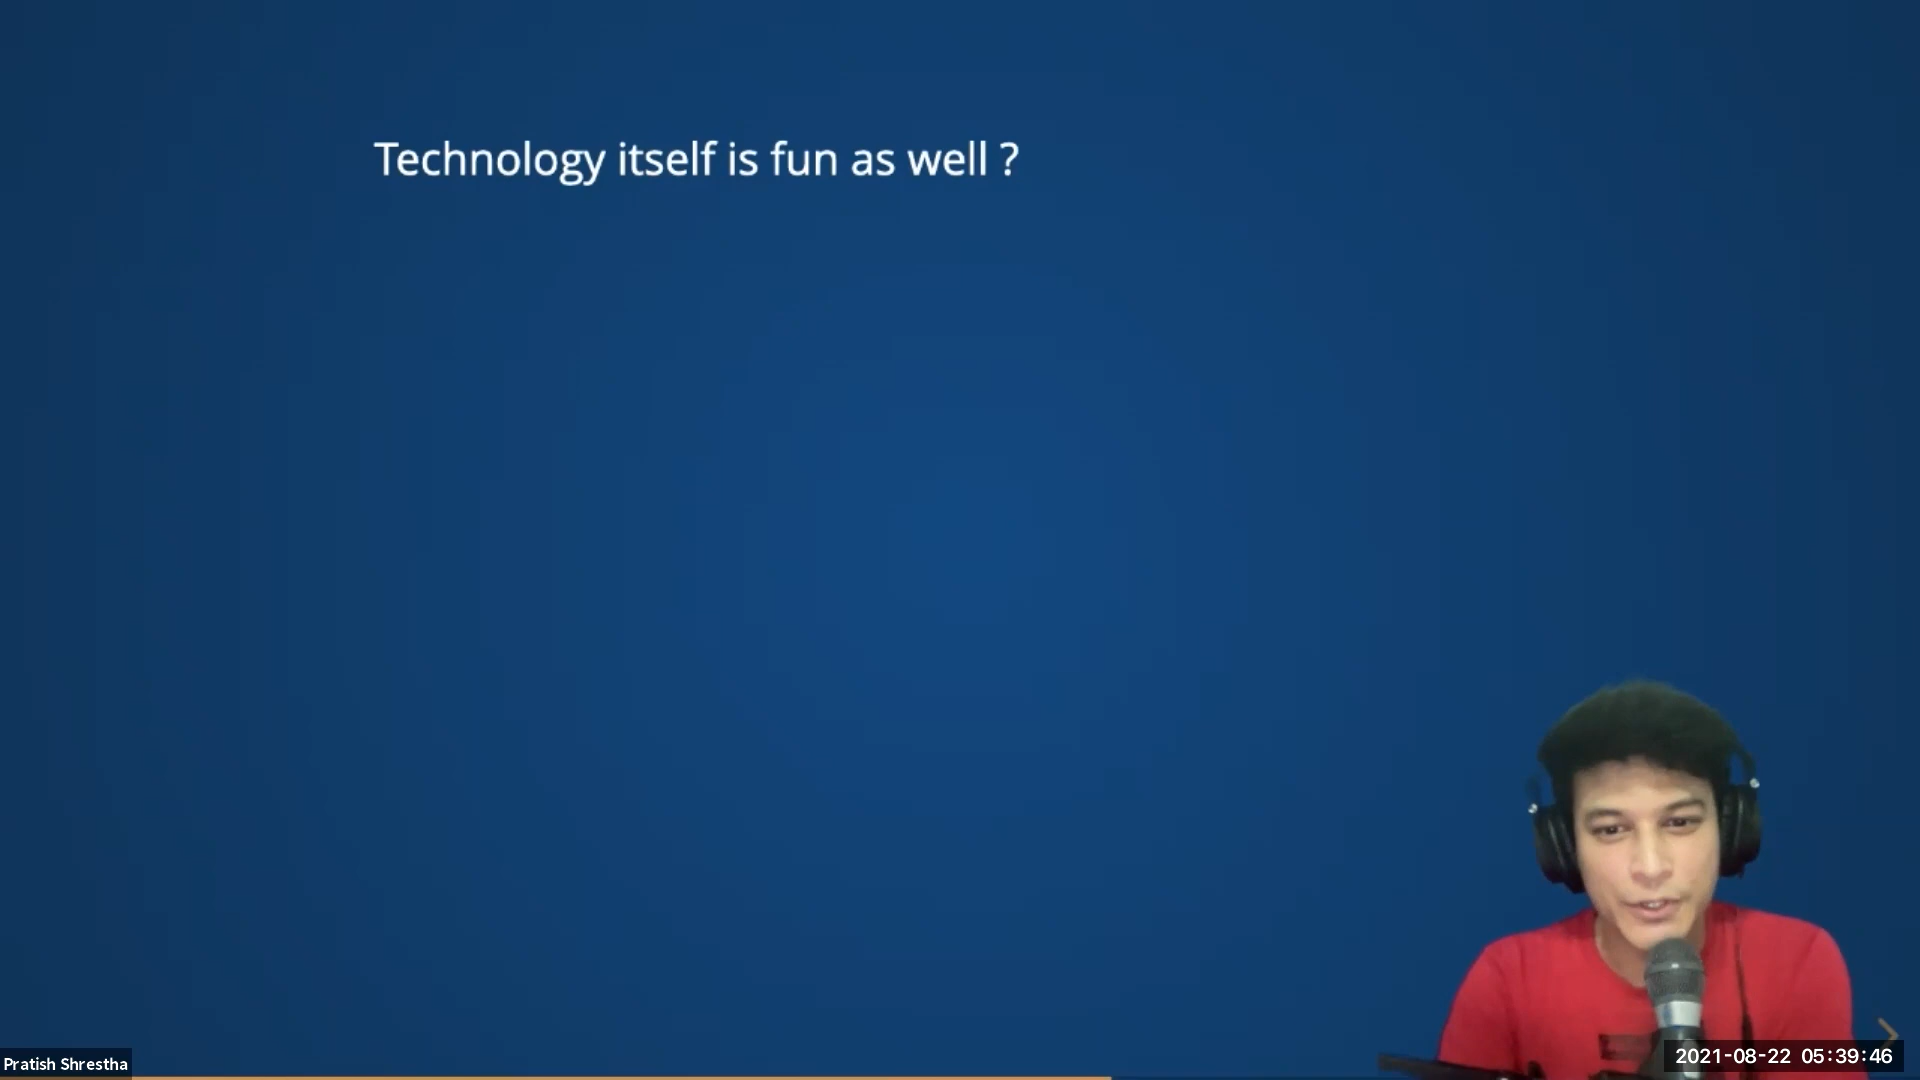 Technology itself is fun as well ?
Pratish Shrestha
2021-08-22 05:39:46